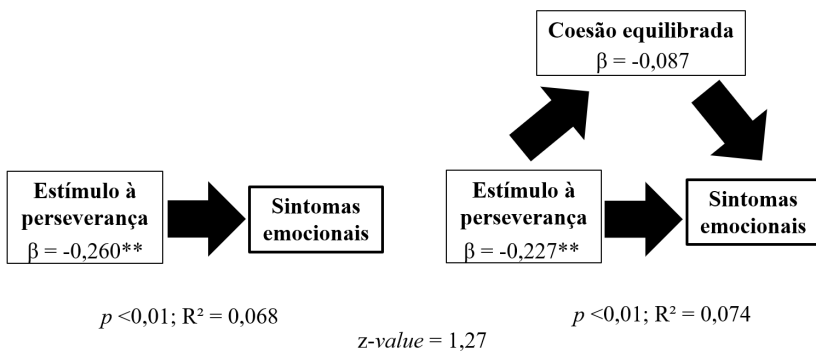 Coesão equilibrada
β = -0,087
Estímulo à
perseverança
β = -0,260**
Sintomas
emocionais
Estímulo à
perseverança
β = -0,227**
Sintomas
emocionais
p <0,01; R² = 0,068
p <0,01; R² = 0,074
z-value = 1,27